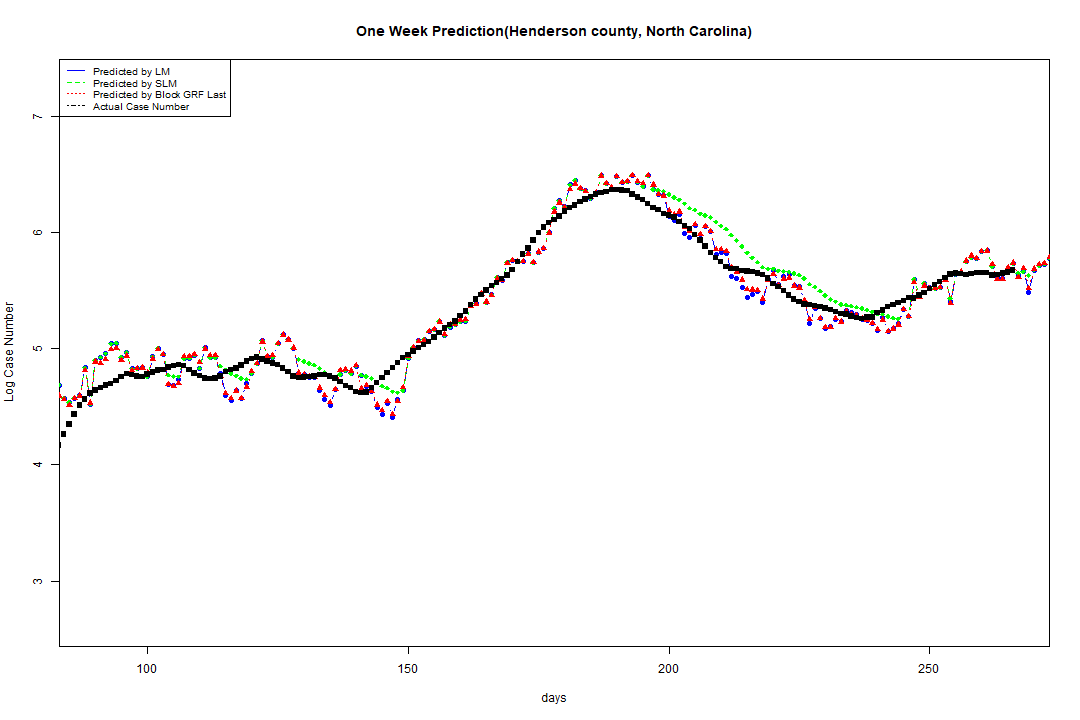 One Week Prediction(Henderson county, North Carolina)
Predicted by LM
Predicted by SLM
Predicted by Block GRF Last
Actual Case Number
7
6
5
4
3
Log Case Number
100 150 200 250
days